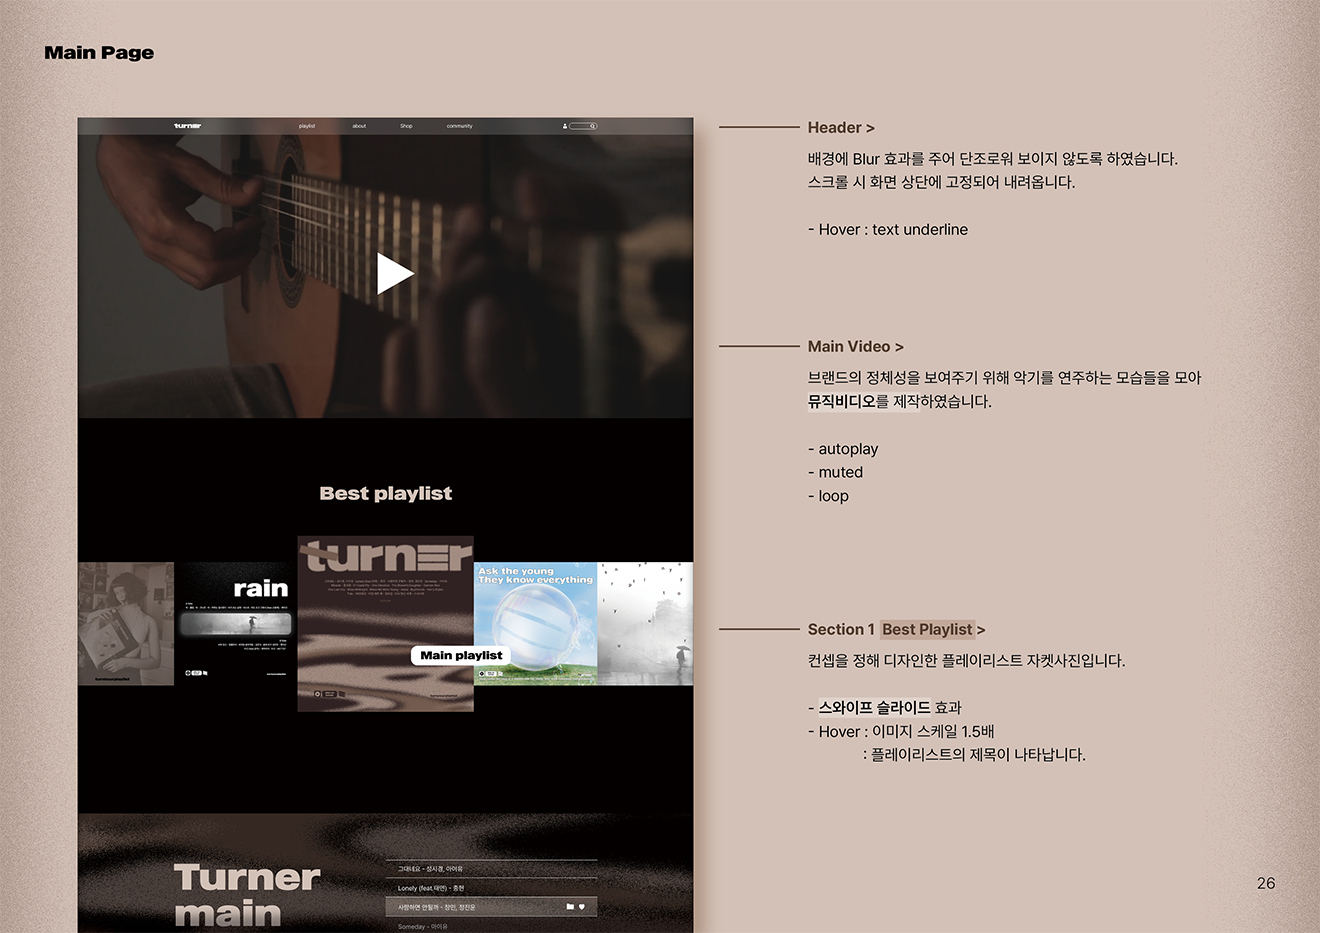 Main Page
turner
playlist about Shop community
Header >
배경에 Blur 효과를 주어 단조로워 보이지 않도록 하였습니다.
스크롤 시 화면 상단에 고정되어 내려옵니다.
- Hover : text underline
Main Video >
브랜드의 정체성을 보여주기 위해 악기를 연주하는 모습들을 모아
뮤직비디오를 제작하였습니다.
- autoplay
- muted
- loop
Best playlist
rain
turner
Ask the young
They know everything
Main playlist
Section 1 Best Playlist >
컨셉을 정해 디자인한 플레이리스트 자켓사진입니다.
- 스와이프 슬라이드 효과
- Hover : 이미지 스케일 1.5배
: 플레이리스트의 제목이 나타납니다.
Turner
main
그대네요 - 성시경, 아이유
Lonely (feat.태연) - 종현
사랑하면 안될까 - 창민, 정진운
Someday - 아이유
26